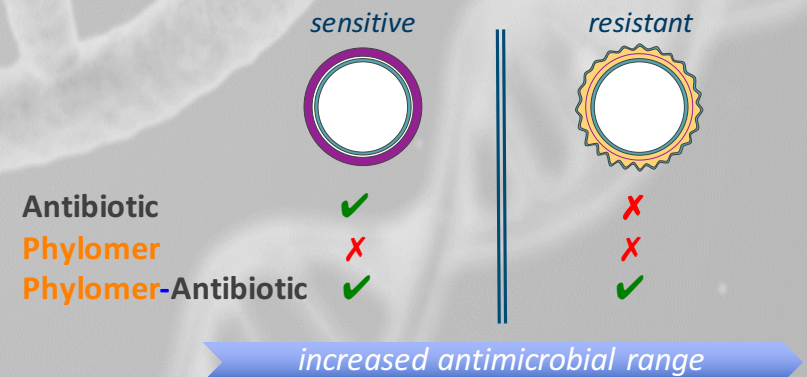 sensitive resistant
Antibiotic ✔ ✗
Phylomer ✗ ✗
Phylomer-Antibiotic ✔ ✔
increased antimicrobial range